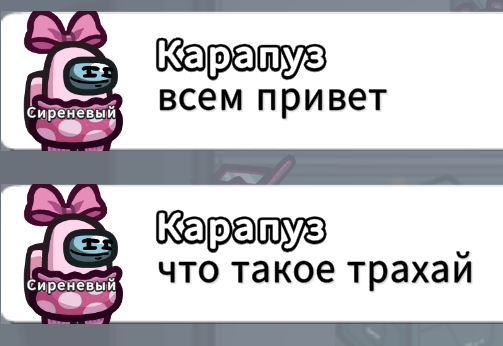 Карапуз
всем привет
Сиреневый
Карапуз
что такое трахай
Сиреневый